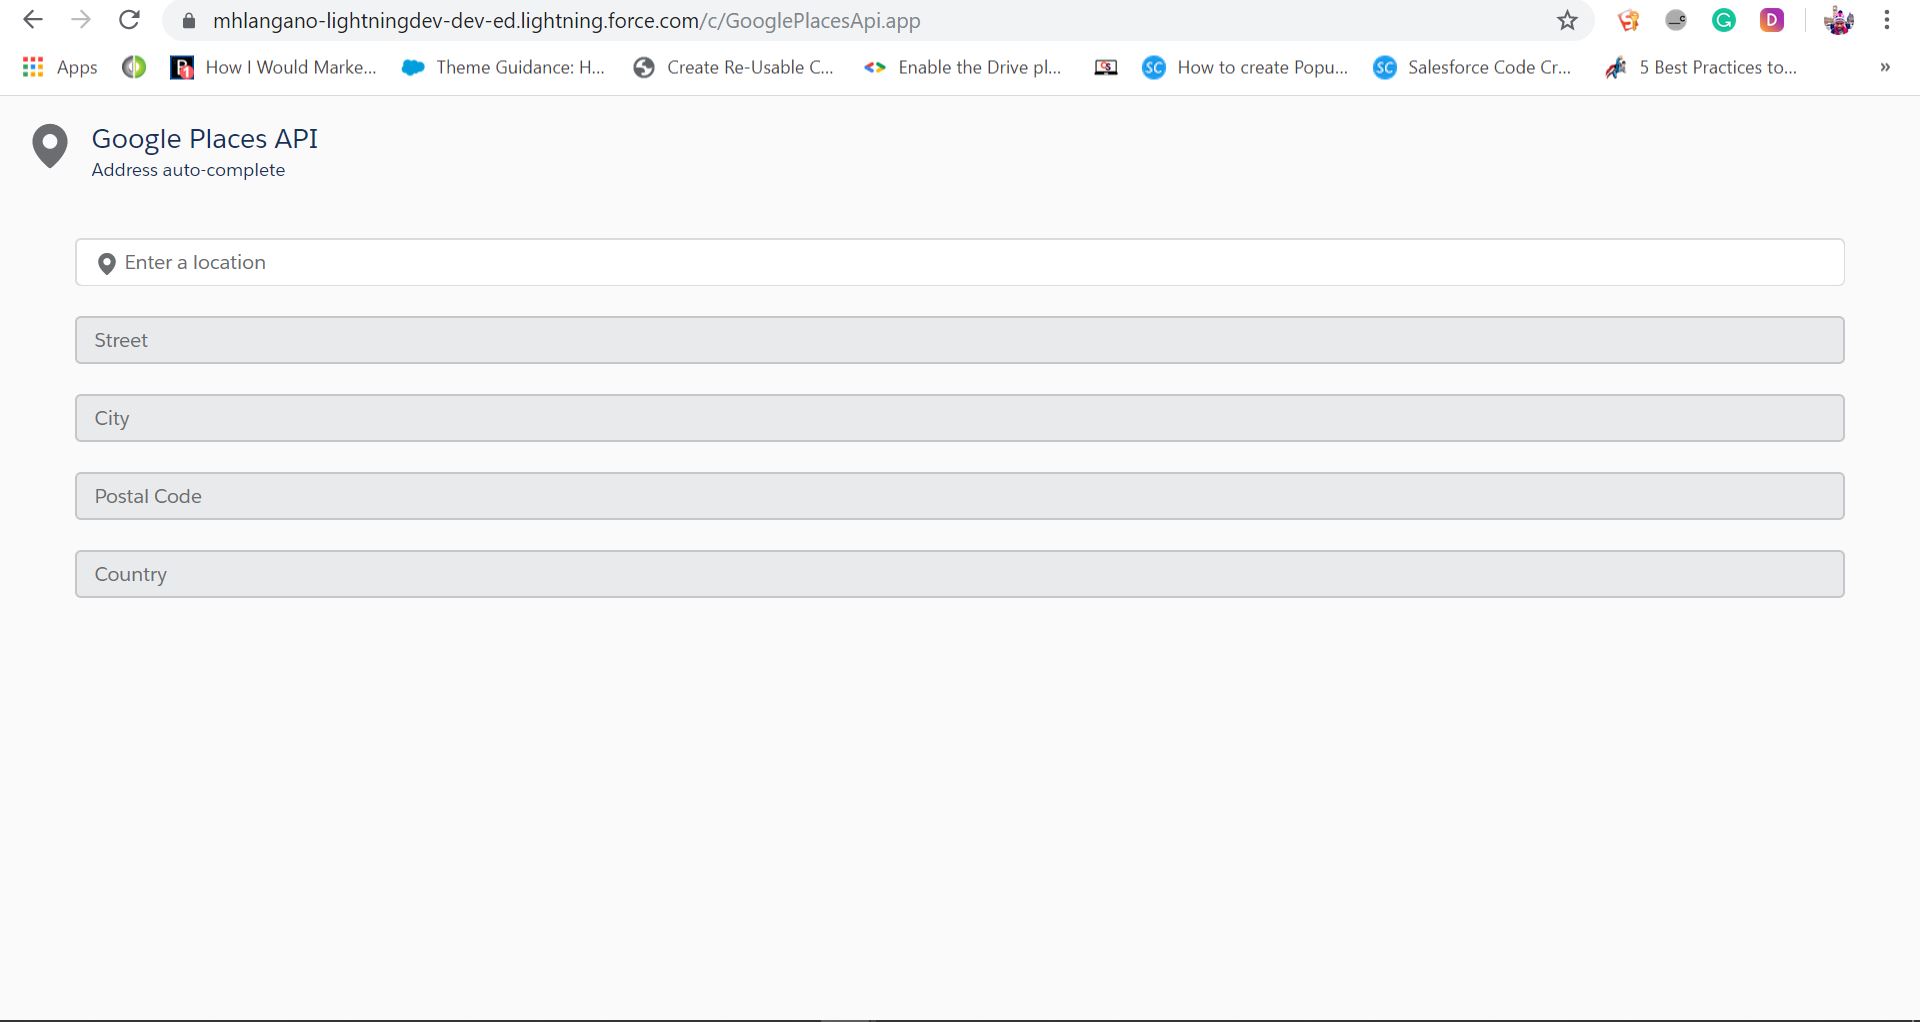 mhlangano-lightningdev-dev-ed.lightning.force.com/c/GooglePlacesApi.app
G
D
Apps
How I Would Marke...
Theme Guidance: H...
Create Re-Usable C...
Enable the Drive pl...
SC How to create Popu...
SC Salesforce Code Cr...
5 Best Practices to...
»
Google Places API
Address auto-complete
Enter a location
Street
City
Postal Code
Country